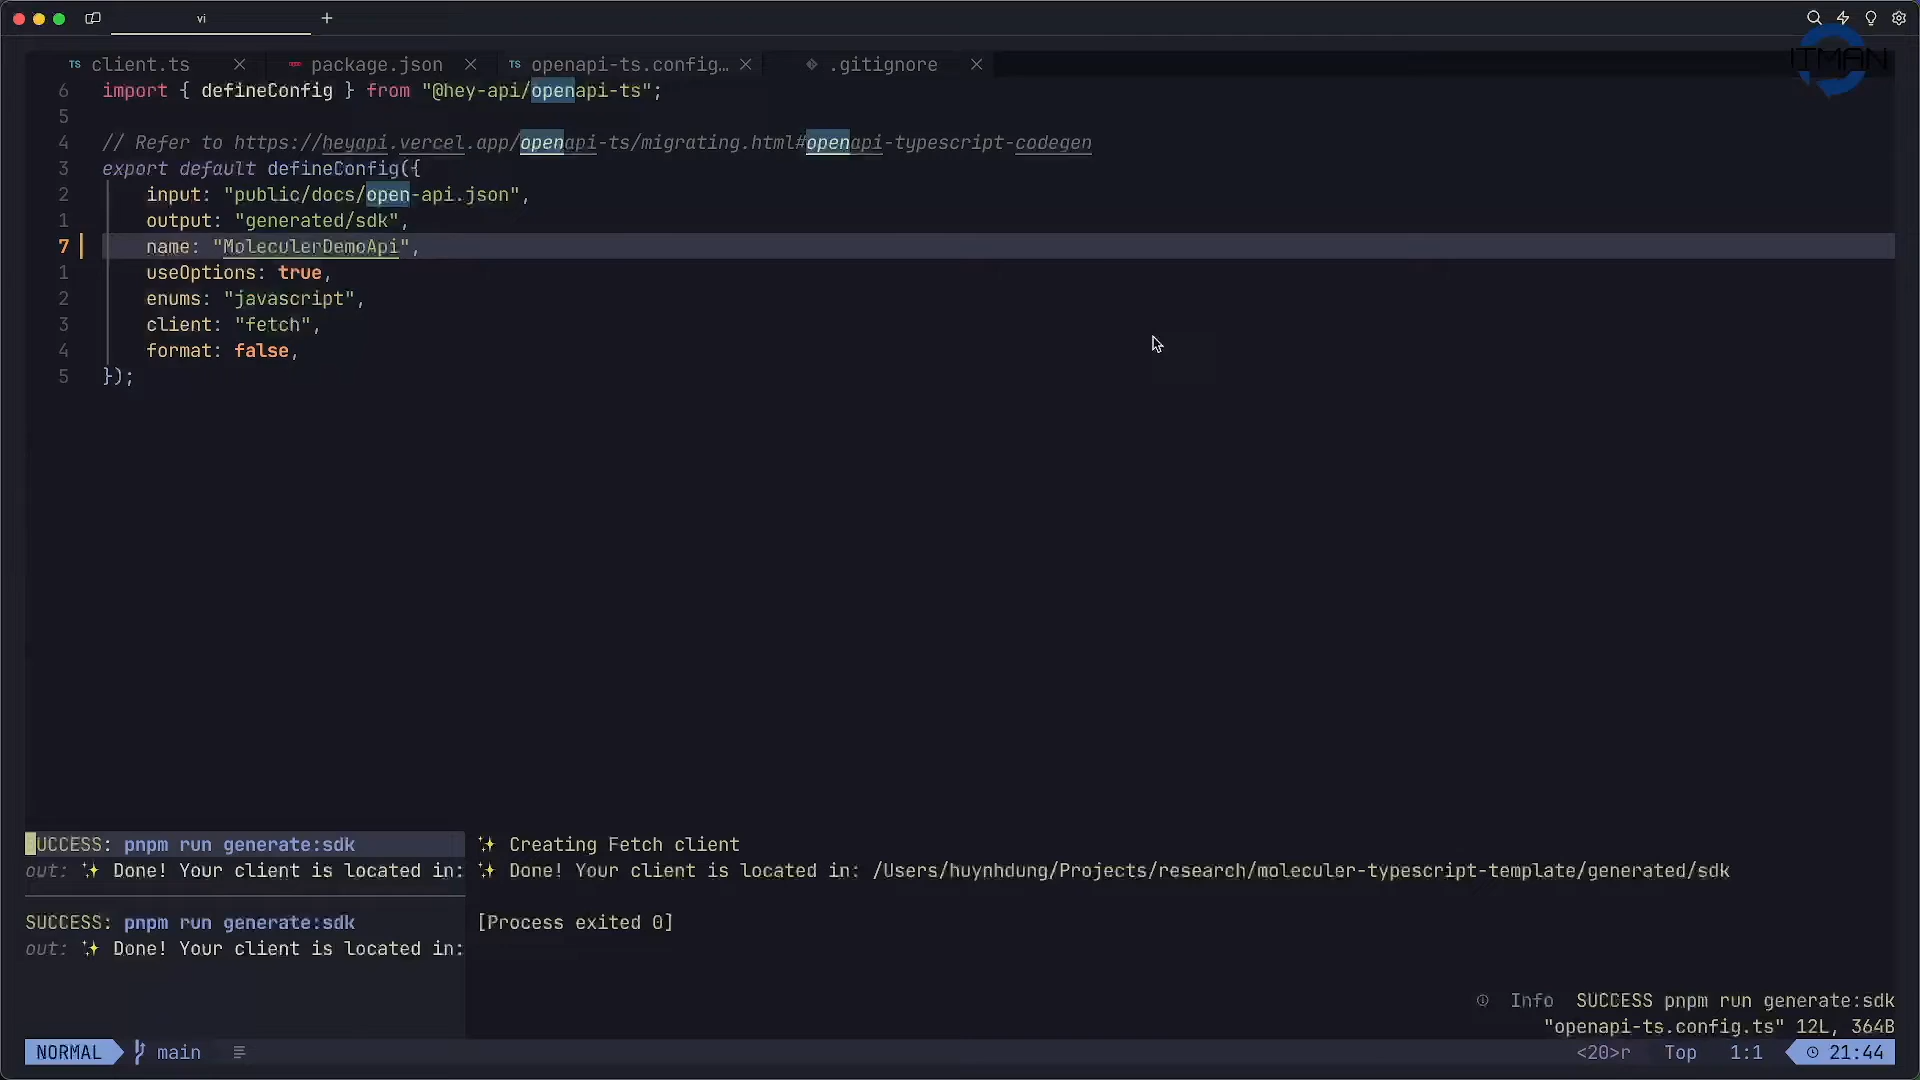 vi
ITMAN
client.ts package.json openapi-ts.config… .gitignore
6 import { defineConfig } from "@hey-api/openapi-ts";
5
4 // Refer to https://heyapi.vercel.app/openapi-ts/migrating.html#openapi-typescript-codegen
3 export default defineConfig({
2 input: "public/docs/open-api.json",
1 output: "generated/sdk",
7 name: "MoleculerDemoApi",
1 useOptions: true,
2 enums: "javascript",
3 client: "fetch",
4 format: false,
5 });
SUCCESS: pnpm run generate:sdk
out: ✨ Done! Your client is located in:
SUCCESS: pnpm run generate:sdk
out: ✨ Done! Your client is located in:
✨ Creating Fetch client
✨ Done! Your client is located in: /Users/huynhdung/Projects/research/moleculer-typescript-template/generated/sdk
[Process exited 0]
Info SUCCESS pnpm run generate:sdk
"openapi-ts.config.ts" 12L, 364B
NORMAL main <20>r Top 1:1 21:44